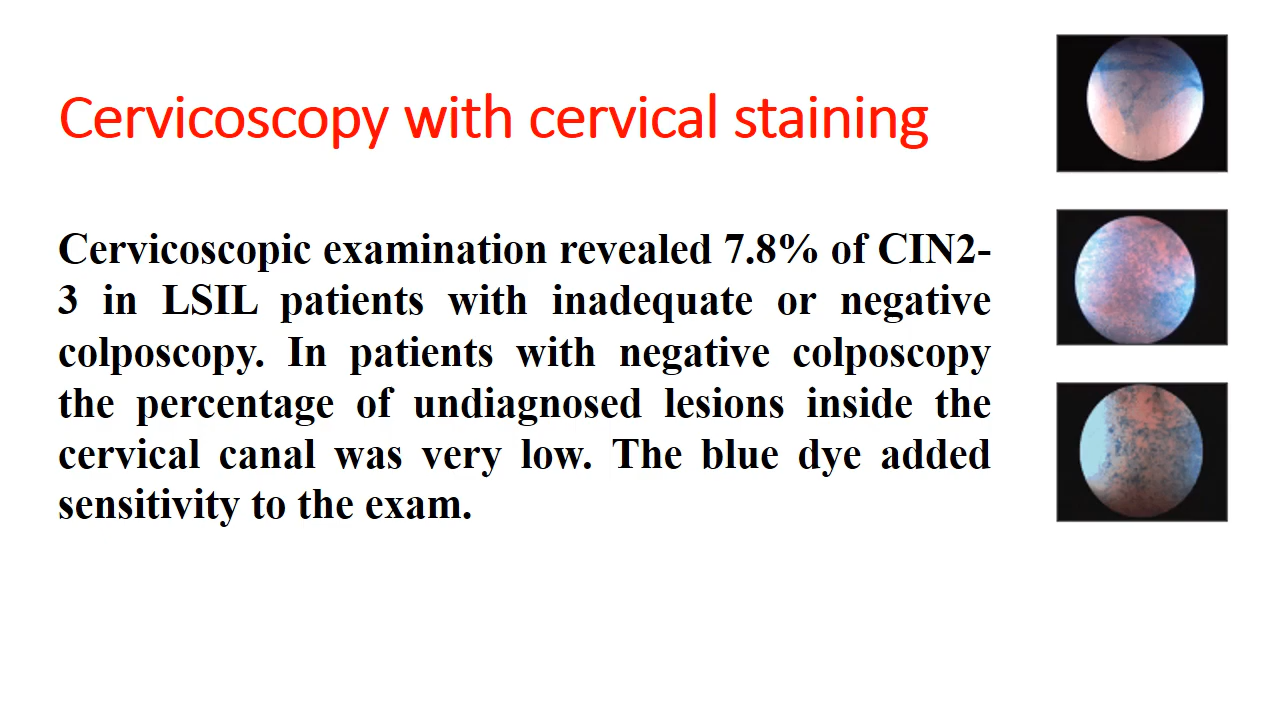 Cervicoscopy with cervical staining
Cervicoscopic examination revealed 7.8% of CIN2-
3 in LSIL patients with inadequate or negative
colposcopy. In patients with negative colposcopy
the percentage of undiagnosed lesions inside the
cervical canal was very low. The blue dye added
sensitivity to the exam.